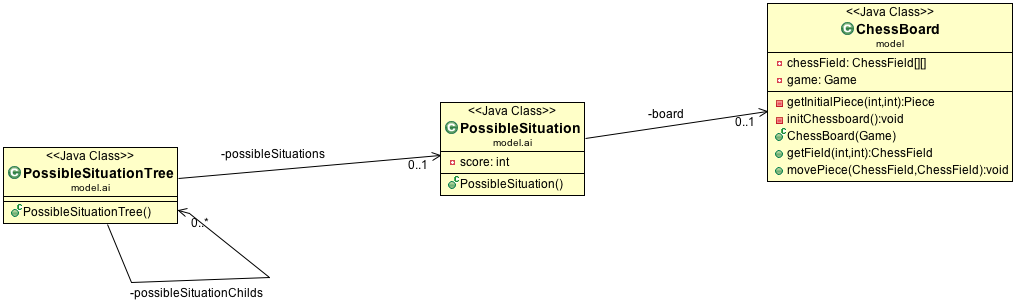 <<Java Class>>
PossibleSituationTree
model.ai
PossibleSituationTree()
0..*
-possibleSituationChilds
-possibleSituations
0..1
<<Java Class>>
PossibleSituation
model.ai
score: int
PossibleSituation()
-board
0..1
<<Java Class>>
ChessBoard
model
chessField: ChessField[][]
game: Game
getInitialPiece(int,int):Piece
initChessboard():void
ChessBoard(Game)
getField(int,int):ChessField
movePiece(ChessField,ChessField):void